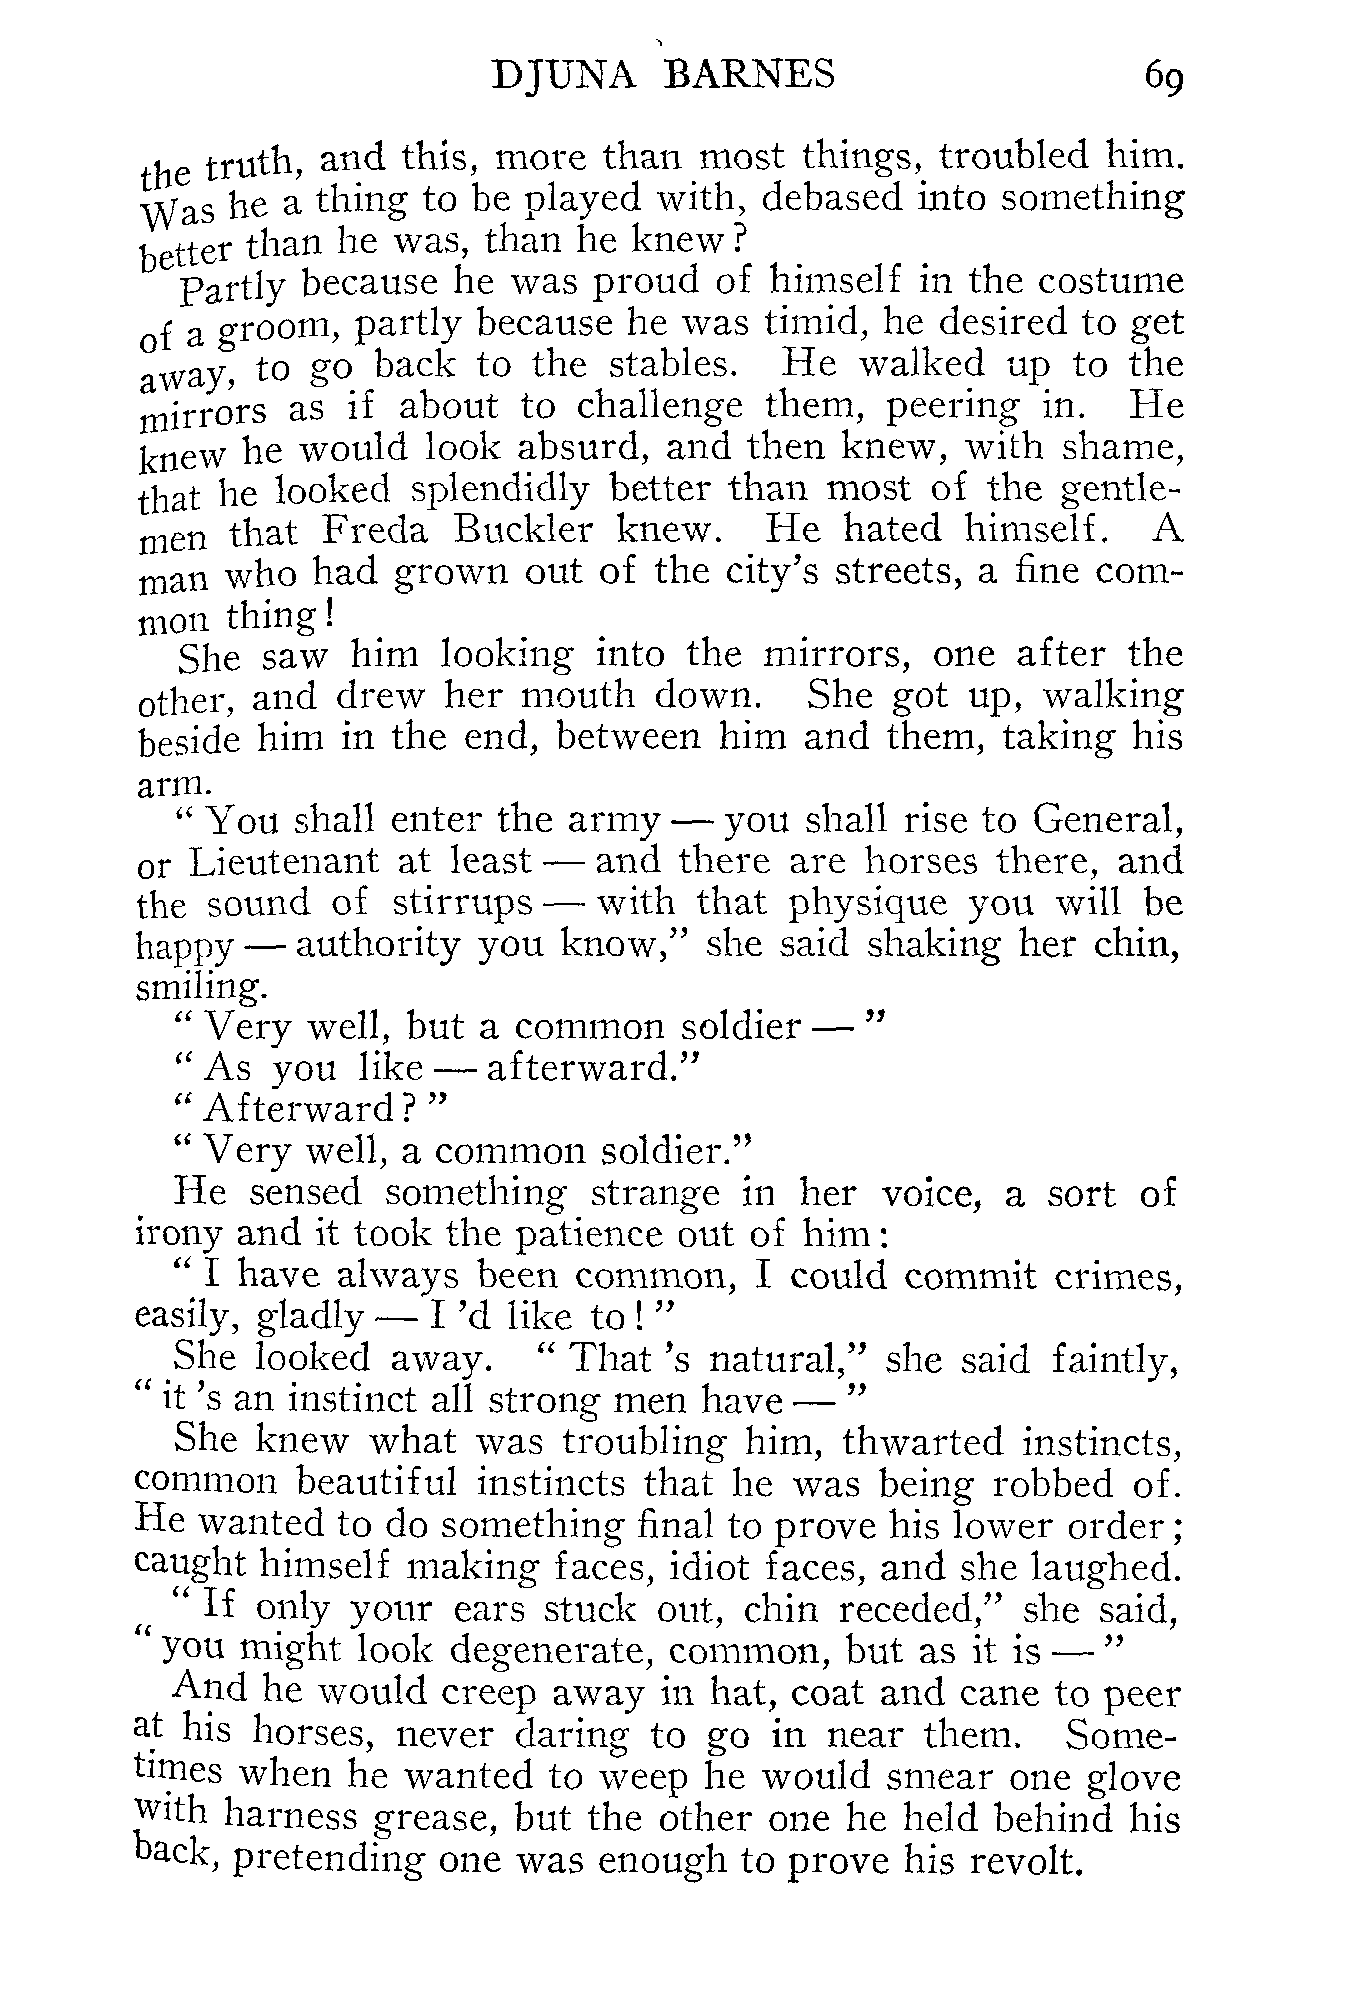 DJUNA BARNES 69
the truth, and this, more than most things, troubled him.
Was he a thing to be played with, debased into something
better than he was, than he knew?
Partly because he was proud of himself in the costume
of a groom, partly because he was timid, he desired to get
away, to go back to the stables. He walked up to the
mirrors as if about to challenge them, peering in. He
knew he would look absurd, and then knew, with shame,
that he looked splendidly better than most of the gentle-
men that Freda Buckler knew. He hated himself. A
man who had grown out of the city's streets, a fine com-
mon thing!
She saw him looking into the mirrors, one after the
other, and drew her mouth down. She got up, walking
beside him in the end, between him and them, taking his
arm.
"You shall enter the army — you shall rise to General,
or Lieutenant at least — and there are horses there, and
the sound of stirrups — with that physique you will be
happy — authority you know," she said shaking her chin,
smiling.
"Very well, but a common soldier — "
"As you like — afterward."
"Afterward?"
"Very well, a common soldier."
He sensed something strange in her voice, a sort of
irony and it took the patience out of him:
"I have always been common, I could commit crimes,
easily, gladly — I 'd like to!"
She looked away. "That 's natural," she said faintly,
"it 's an instinct all strong men have — "
She knew what was troubling him, thwarted instincts,
common beautiful instincts that he was being robbed of.
He wanted to do something final to prove his lower order;
caught himself making faces, idiot faces, and she laughed.
"If only your ears stuck out, chin receded," she said,
"you might look degenerate, common, but as it is — "
And he would creep away in hat, coat and cane to peer
at his horses, never daring to go in near them. Some-
times when he wanted to weep he would smear one glove
with harness grease, but the other one he held behind his
back, pretending one was enough to prove his revolt.